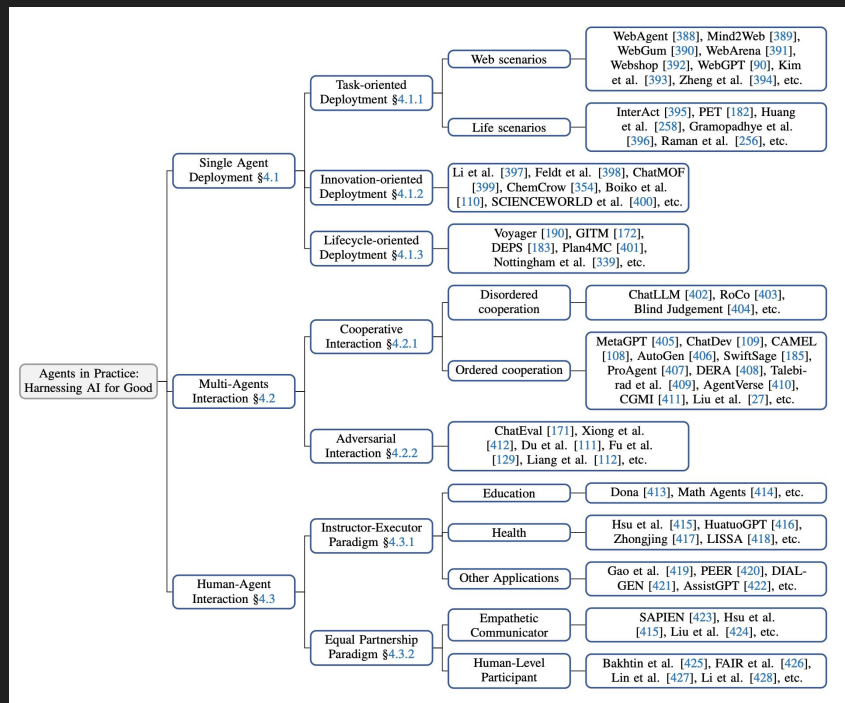 Agents in Practice:
Harnessing AI for Good
Single Agent
Deployment §4.1
Task-oriented
Deploytment §4.1.1
Web scenarios
WebAgent [388], Mind2Web [389],
WebGum [390], WebArena [391],
Webshop [392], WebGPT [90], Kim
et al. [393], Zheng et al. [394], etc.
Life scenarios
InterAct [395], PET [182], Huang
et al. [258], Gramopadhye et al.
[396], Raman et al. [256], etc.
Innovation-oriented
Deploytment §4.1.2
Li et al. [397], Feldt et al. [398], ChatMOF
[399], ChemCrow [354], Boiko et al.
[110], SCIENCEWORLD et al. [400], etc.
Lifecycle-oriented
Deploytment §4.1.3
Voyager [190], GITM [172],
DEPS [183], Plan4MC [401],
Nottingham et al. [339], etc.
Multi-Agents
Interaction §4.2
Cooperative
Interaction §4.2.1
Disordered
cooperation
ChatLLM [402], RoCo [403],
Blind Judgement [404], etc.
Ordered cooperation
MetaGPT [405], ChatDev [109], CAMEL
[108], AutoGen [406], SwiftSage [185],
ProAgent [407], DERA [408], Talebi-
rad et al. [409], AgentVerse [410],
CGMI [411], Liu et al. [27], etc.
Adversarial
Interaction §4.2.2
ChatEval [171], Xiong et al.
[412], Du et al. [111], Fu et al.
[129], Liang et al. [112], etc.
Human-Agent
Interaction §4.3
Instructor-Executor
Paradigm §4.3.1
Education
Dona [413], Math Agents [414], etc.
Health
Hsu et al. [415], HuatuoGPT [416],
Zhongjing [417], LISSA [418], etc.
Other Applications
Gao et al. [419], PEER [420], DIAL-
GEN [421], AssistGPT [422], etc.
Equal Partnership
Paradigm §4.3.2
Empathetic
Communicator
SAPIEN [423], Hsu et al.
[415], Liu et al. [424], etc.
Human-Level
Participant
Bakhtin et al. [425], FAIR et al. [426],
Lin et al. [427], Li et al. [428], etc.